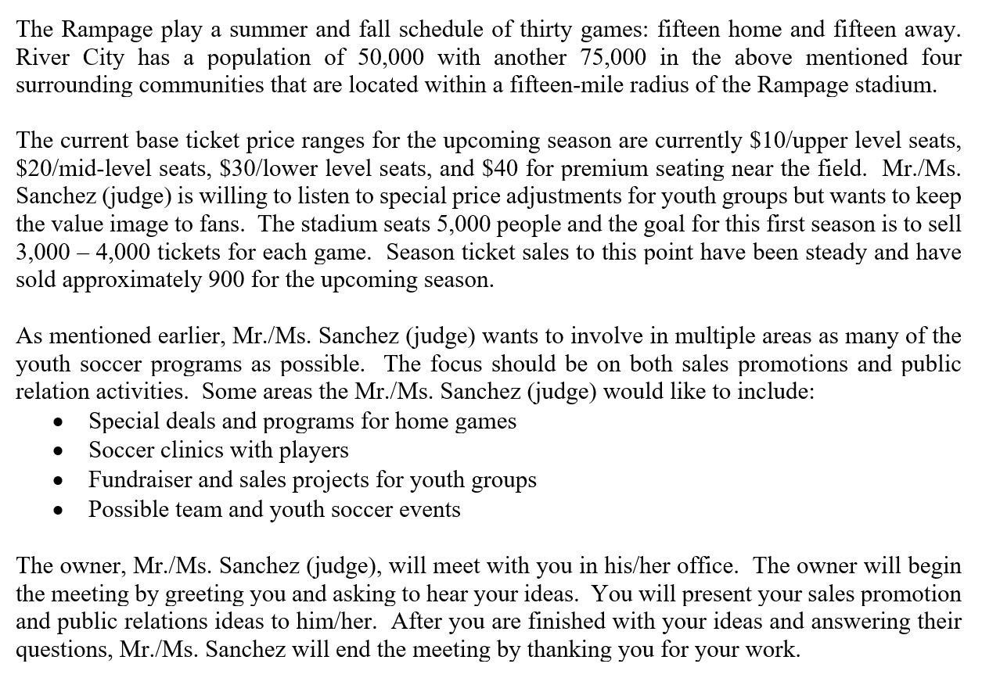 The Rampage play a summer and fall schedule of thirty games: fifteen home and fifteen away.
River City has a population of 50,000 with another 75,000 in the above mentioned four
surrounding communities that are located within a fifteen-mile radius of the Rampage stadium.
The current base ticket price ranges for the upcoming season are currently $10/upper level seats,
$20/mid-level seats, $30/lower level seats, and $40 for premium seating near the field. Mr./Ms.
Sanchez (judge) is willing to listen to special price adjustments for youth groups but wants to keep
the value image to fans. The stadium seats 5,000 people and the goal for this first season is to sell
3,000 – 4,000 tickets for each game. Season ticket sales to this point have been steady and have
sold approximately 900 for the upcoming season.
As mentioned earlier, Mr./Ms. Sanchez (judge) wants to involve in multiple areas as many of the
youth soccer programs as possible. The focus should be on both sales promotions and public
relation activities. Some areas the Mr./Ms. Sanchez (judge) would like to include:
• Special deals and programs for home games
• Soccer clinics with players
• Fundraiser and sales projects for youth groups
• Possible team and youth soccer events
The owner, Mr./Ms. Sanchez (judge), will meet with you in his/her office. The owner will begin
the meeting by greeting you and asking to hear your ideas. You will present your sales promotion
and public relations ideas to him/her. After you are finished with your ideas and answering their
questions, Mr./Ms. Sanchez will end the meeting by thanking you for your work.